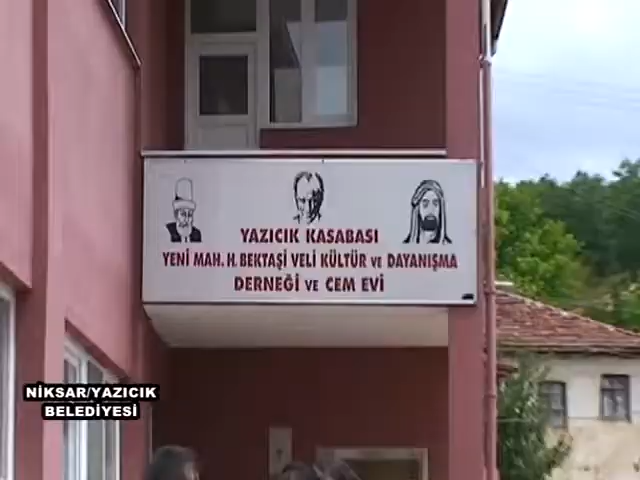 YAZICIK KASABASI
YENİ MAH. H. BEKTAŞİ VELİ KÜLTÜR VE DAYANIŞMA
DERNEĞİ VE CEM EVİ
NİKSAR/YAZICIK
BELEDİYESİ